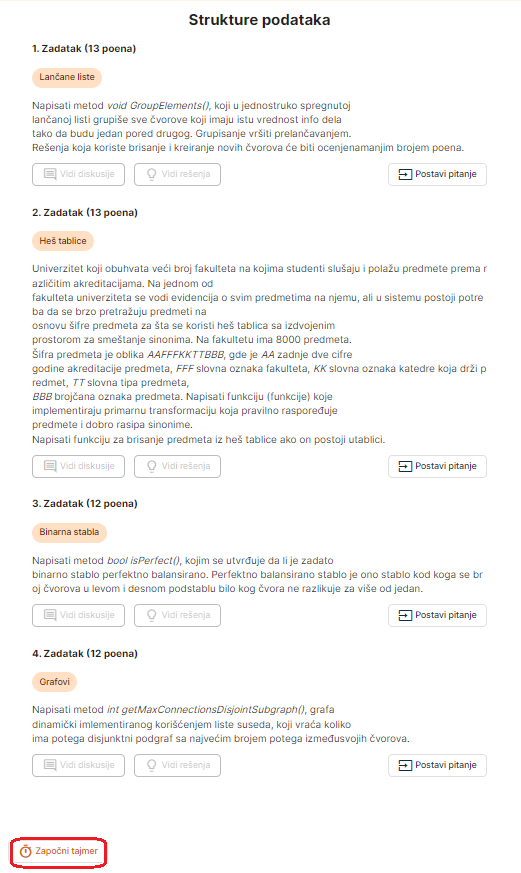 Strukture podataka
1. Zadatak (13 poena)
Lančane liste
Napisati metod void GroupElements(), koji u jednostruko spregnutoj
lančanoj listi grupiše sve čvorove koji imaju istu vrednost info dela
tako da budu jedan pored drugog. Grupisanje vršiti prelančavanjem.
Rešenja koja koriste brisanje i kreiranje novih čvorova će biti ocenjenamanjim brojem poena.
Vidi diskusije
Vidi rešenja
Postavi pitanje
2. Zadatak (13 poena)
Heš tablice
Univerzitet koji obuhvata veći broj fakulteta na kojima studenti slušaju i polažu predmete prema r
azličitim akreditacijama. Na jednom od
fakulteta univerziteta se vodi evidencija o svim predmetima na njemu, ali u sistemu postoji potre
ba da se brzo pretražuju predmeti na
osnovu šifre predmeta za šta se koristi heš tablica sa izdvojenim
prostorom za smeštanje sinonima. Na fakultetu ima 8000 predmeta.
Šifra predmeta je oblika AAFFFKKTTBBB, gde je AA zadnje dve cifre
godine akreditacije predmeta, FFF slovna oznaka fakulteta, KK slovna oznaka katedre koja drži p
redmet, TT slovna tipa predmeta,
BBB brojčana oznaka predmeta. Napisati funkciju (funkcije) koje
implementiraju primarnu transformaciju koja pravilno raspoređuje
predmete i dobro rasipa sinonime.
Napisati funkciju za brisanje predmeta iz heš tablice ako on postoji utablici.
Vidi diskusije
Vidi rešenja
Postavi pitanje
3. Zadatak (12 poena)
Binarna stabla
Napisati metod bool isPerfect(), kojim se utvrđuje da li je zadato
binarno stablo perfektno balansirano. Perfektno balansirano stablo je ono stablo kod koga se br
oj čvorova u levom i desnom podstablu bilo kog čvora ne razlikuje za više od jedan.
Vidi diskusije
Vidi rešenja
Postavi pitanje
4. Zadatak (12 poena)
Grafovi
Napisati metod int getMaxConnectionsDisjointSubgraph(), grafa
dinamički imlementiranog korišćenjem liste suseda, koji vraća koliko
ima potega disjunktni podgraf sa najvećim brojem potega izmeđusvojih čvorova.
Vidi diskusije
Vidi rešenja
Postavi pitanje
Započni tajmer